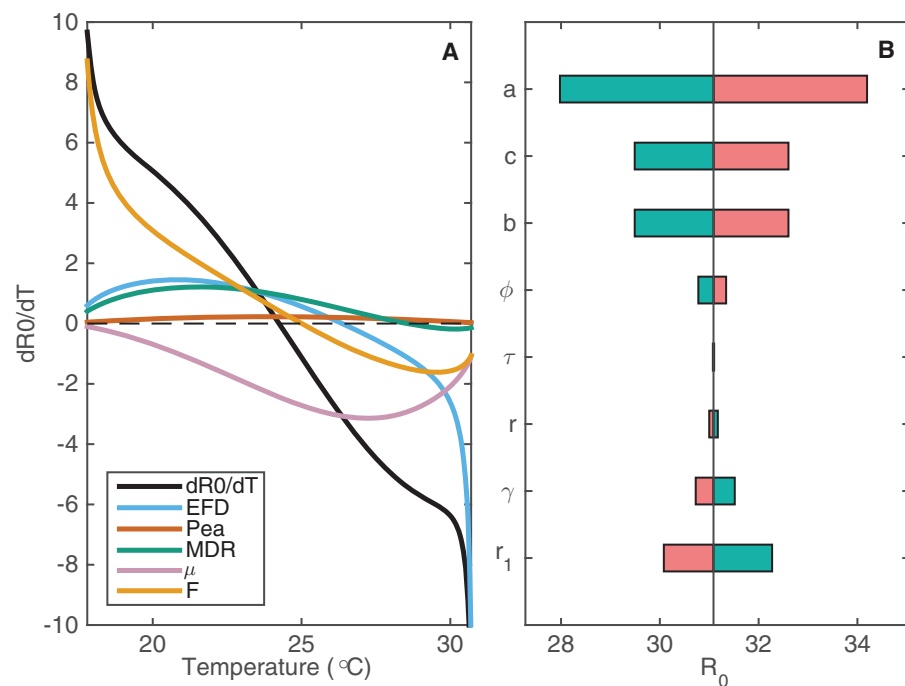 A
dR0/dT
10
8
6
4
2
0
-2
-4
-6
-8
-10
dR0/dT
EFD
Pea
MDR
μ
F
20
25
30
Temperature (°C)
B
a
c
b
ϕ
τ
r
γ
r1
28
30
32
34
R0